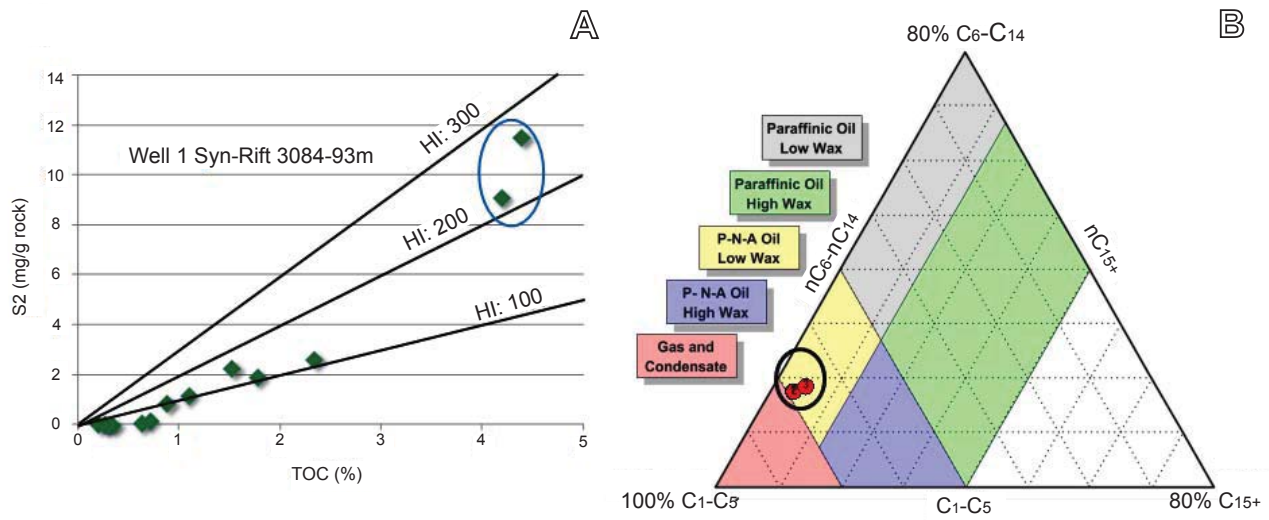 A
14
12
10
8
6
4
2
0
S2 (mg/g rock)
Well 1 Syn-Rift 3084-93m
HI: 300
HI: 200
HI: 100
0
1
2
3
4
5
TOC (%)
B
80% C6-C14
Paraffinic Oil
Low Wax
Paraffinic Oil
High Wax
P-N-A Oil
Low Wax
P- N-A Oil
High Wax
Gas and
Condensate
nC6-nC14
nC15+
100% C1-C5
C1-C5
80% C15+